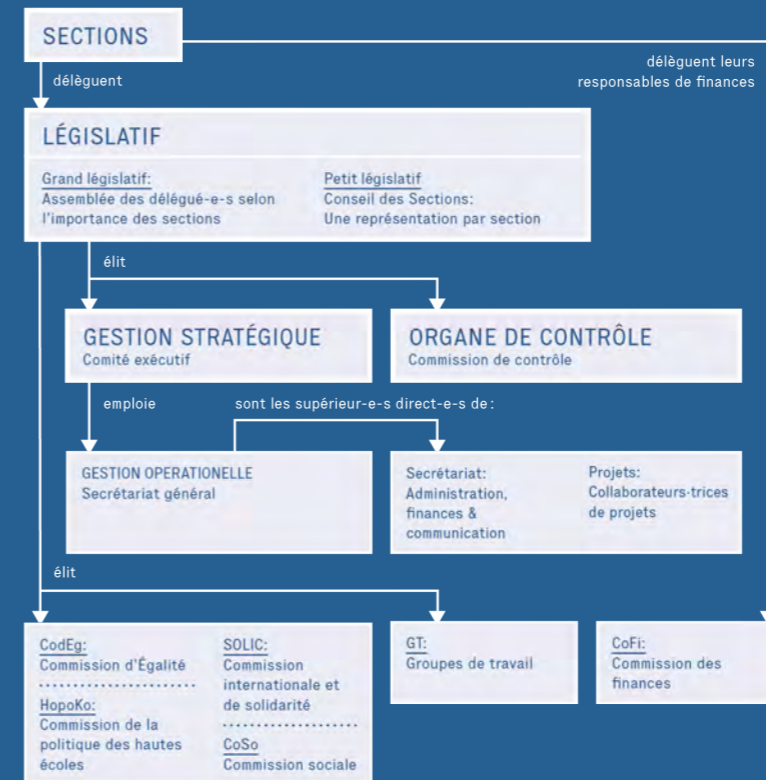 SECTIONS
délèguent
délèguent leurs
responsables de finances
LÉGISLATIF
Grand législatif:
Assemblée des délégué-e-s selon
l'importance des sections
Petit législatif
Conseil des Sections:
Une représentation par section
élit
GESTION STRATÉGIQUE
Comité exécutif
ORGANE DE CONTRÔLE
Commission de contrôle
emploie
sont les supérieur-e-s direct-e-s de:
GESTION OPERATIONELLE
Secrétariat général
Secrétariat:
Administration,
finances &
communication
Projets:
Collaborateurs-trices
de projets
élit
CodEg:
Commission d'Égalité
HopoKo:
Commission de la
politique des hautes
écoles
SOLIC:
Commission
internationale et
de solidarité
CoSo
Commission sociale
GT:
Groupes de travail
CoFi:
Commission des
finances